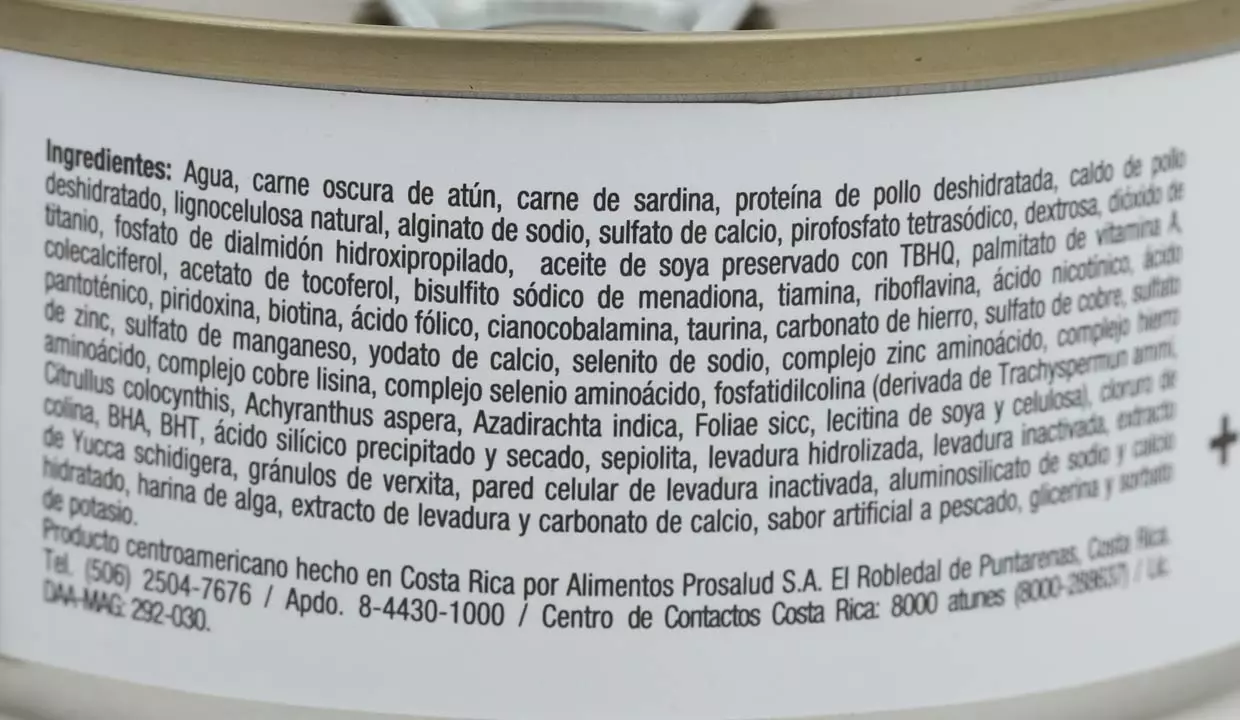 Ingredientes: Agua, carne oscura de atún, carne de sardina, proteína de pollo deshidratada, caldo de pollo
deshidratado, lignocelulosa natural, alginato de sodio, sulfato de calcio, pirofosfato tetrasódico, dextrosa, dióxido de
titanio, fosfato de dialmidón hidroxipropilado, aceite de soya preservado con TBHQ, palmitato de vitamina A,
colecalciferol, acetato de tocoferol, bisulfito sódico de menadiona, tiamina, riboflavina, ácido nicotínico, ácido
pantoténico, piridoxina, biotina, ácido fólico, cianocobalamina, taurina, carbonato de hierro, sulfato de cobre, sulfato
de zinc, sulfato de manganeso, yodato de calcio, selenito de sodio, complejo zinc aminoácido, complejo hierro
aminoácido, complejo cobre lisina, complejo selenio aminoácido, fosfatidilcolina (derivada de Trachyspermun ammi,
Citrullus colocynthis, Achyranthus aspera, Azadirachta indica, Foliae sicc, lecitina de soya y celulosa), cloruro de
colina, BHA, BHT, ácido silícico precipitado y secado, sepiolita, levadura hidrolizada, levadura inactivada, extracto
de Yucca schidigera, gránulos de verxita, pared celular de levadura inactivada, aluminosilicato de sodio y calcio
hidratado, harina de alga, extracto de levadura y carbonato de calcio, sabor artificial a pescado, glicerina y sorbato
de potasio.
Producto centroamericano hecho en Costa Rica por Alimentos Prosalud S.A. El Robledal de Puntarenas, Costa Rica.
Tel. (506) 2504-7676 / Apdo. 8-4430-1000 / Centro de Contactos Costa Rica: 8000 atunes (8000-288637) / Lic.
DAA-MAG: 292-030.